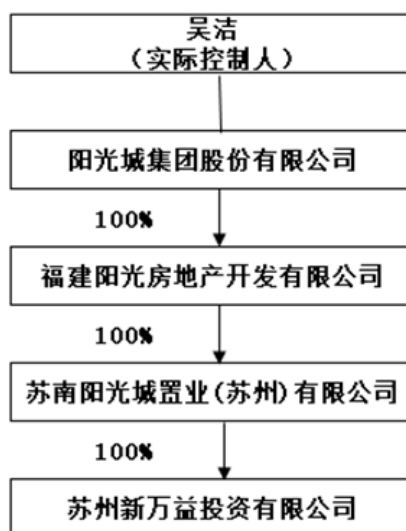 吴洁
（实际控制人）
阳光城集团股份有限公司
100%
福建阳光房地产开发有限公司
100%
苏南阳光城置业(苏州)有限公司
100%
苏州新万益投资有限公司